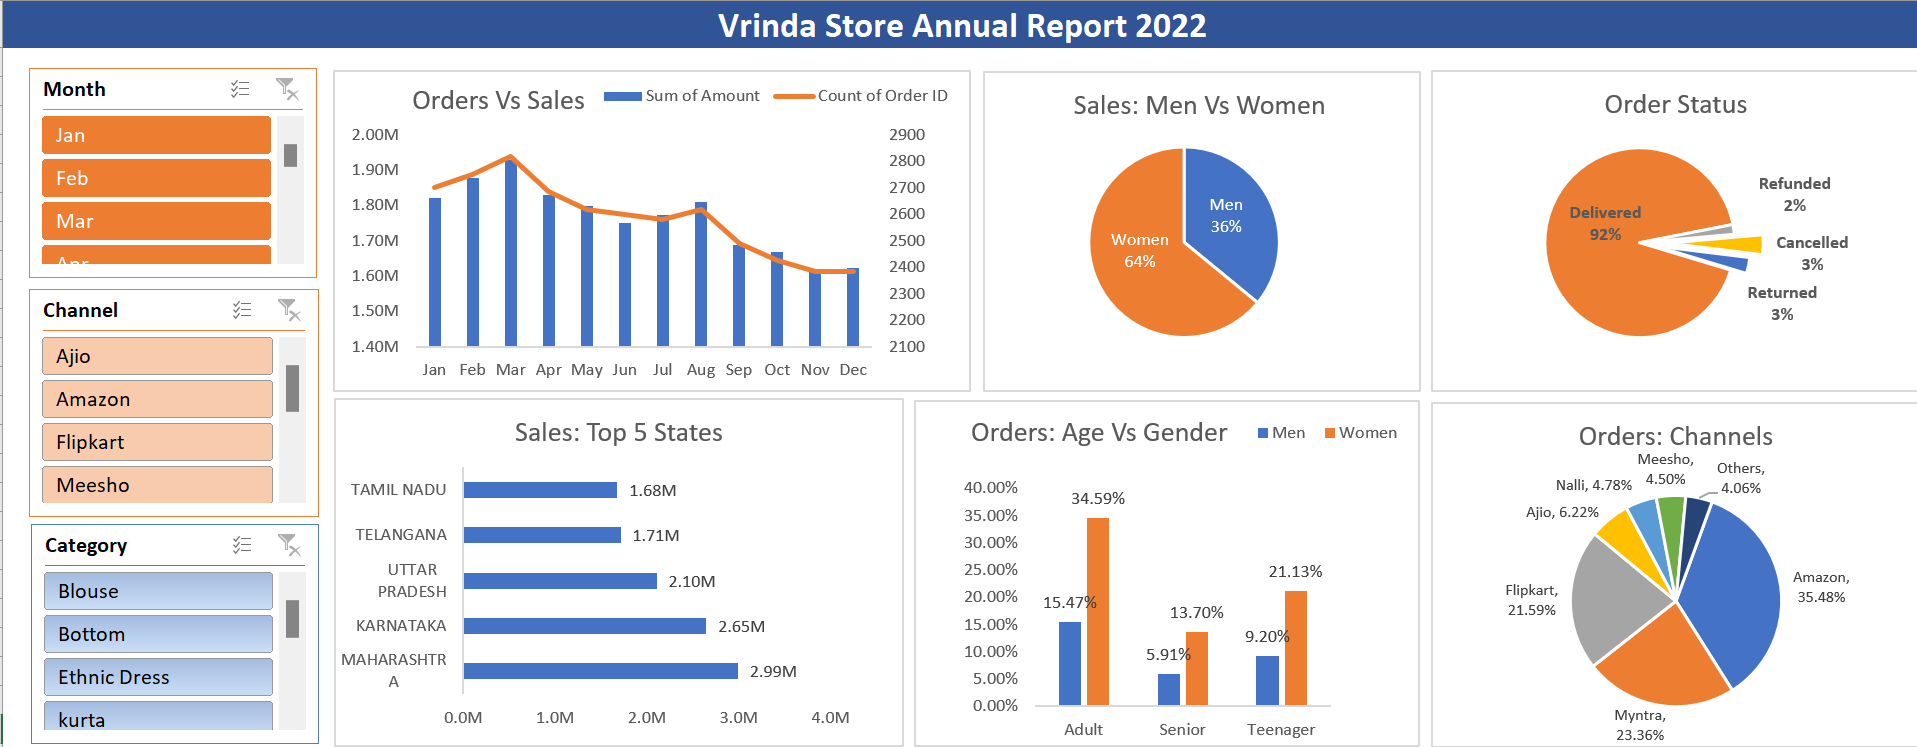 Vrinda Store Annual Report 2022
Month
Jan
Feb
Mar
Apr
Channel
Ajio
Amazon
Flipkart
Meesho
Category
Blouse
Bottom
Ethnic Dress
kurta
Orders Vs Sales
Sum of Amount
Count of Order ID
2.00M
1.90M
1.80M
1.70M
1.60M
1.50M
1.40M
2900
2800
2700
2600
2500
2400
2300
2200
2100
Jan Feb Mar Apr May Jun Jul Aug Sep Oct Nov Dec
Sales: Men Vs Women
Men
36%
Women
64%
Order Status
Delivered
92%
Refunded
2%
Cancelled
3%
Returned
3%
Sales: Top 5 States
TAMIL NADU
1.68M
TELANGANA
1.71M
UTTAR
PRADESH
2.10M
KARNATAKA
2.65M
MAHARASHTR
A
2.99M
0.0M 1.0M 2.0M 3.0M 4.0M
Orders: Age Vs Gender
Men
Women
40.00%
35.00%
30.00%
25.00%
20.00%
15.00%
10.00%
5.00%
0.00%
15.47%
34.59%
5.91%
13.70%
9.20%
21.13%
Adult Senior Teenager
Orders: Channels
Meesho,
4.50%
Others,
4.06%
Nalli, 4.78%
Ajio, 6.22%
Flipkart,
21.59%
Amazon,
35.48%
Myntra,
23.36%